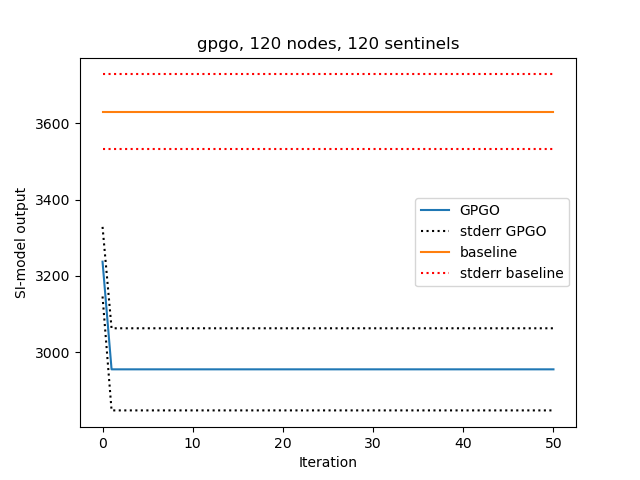 gpgo, 120 nodes, 120 sentinels
SI-model output
3600
3400
3200
3000
GPGO
stderr GPGO
baseline
stderr baseline
0
10
20
30
40
50
Iteration